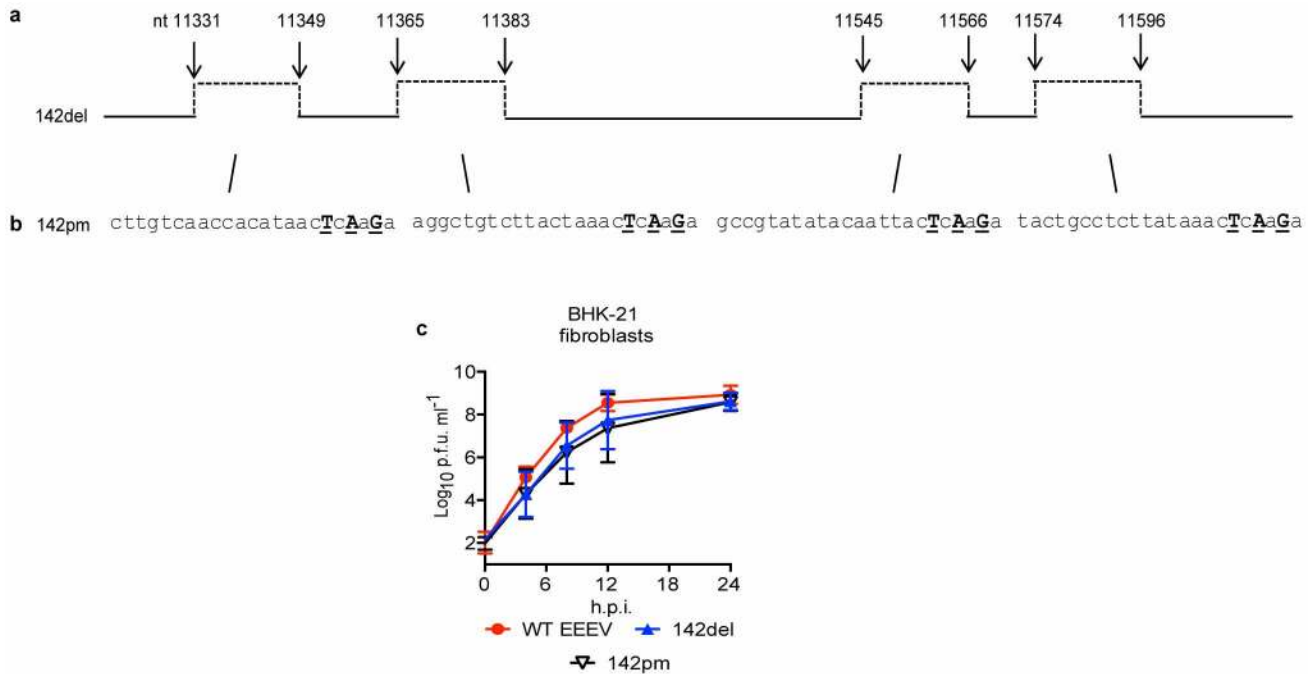 a
nt 11331 11349 11365 11383 11545 11566 11574 11596
142del
b 142pm cttgtcaaccacataacTcAaGa aggctgtcttactaaacTcAaGa gccgtatatacaattacTcAaGa tactgcctcttataaacTcAaGa
c
BHK-21
fibroblasts
10
8
6
4
2
Log10 p.f.u. ml-1
0 6 12 18 24
h.p.i.
WT EEEV 142del
142pm